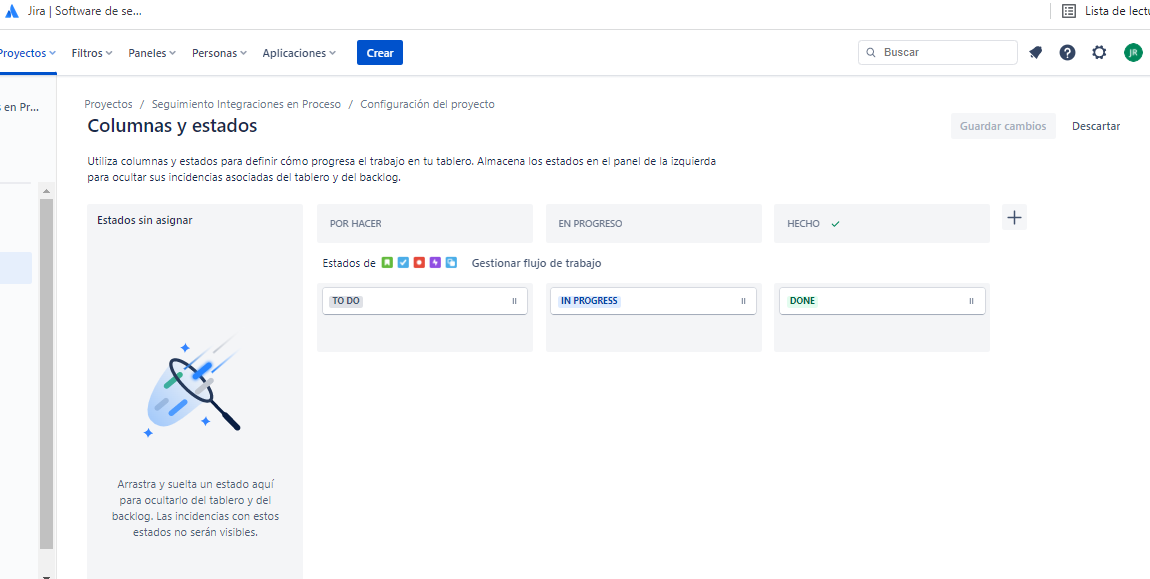 Jira | Software de se...
Lista de lectu
Proyectos
Filtros
Paneles
Personas
Aplicaciones
Crear
Buscar
JR
s en Pr...
Proyectos / Seguimiento Integraciones en Proceso / Configuración del proyecto
Columnas y estados
Guardar cambios
Descartar
Utiliza columnas y estados para definir cómo progresa el trabajo en tu tablero. Almacena los estados en el panel de la izquierda
para ocultar sus incidencias asociadas del tablero y del backlog.
Estados sin asignar
POR HACER
EN PROGRESO
HECHO
Estados de
Gestionar flujo de trabajo
TO DO
IN PROGRESS
DONE
Arrastra y suelta un estado aquí
para ocultarlo del tablero y del
backlog. Las incidencias con estos
estados no serán visibles.